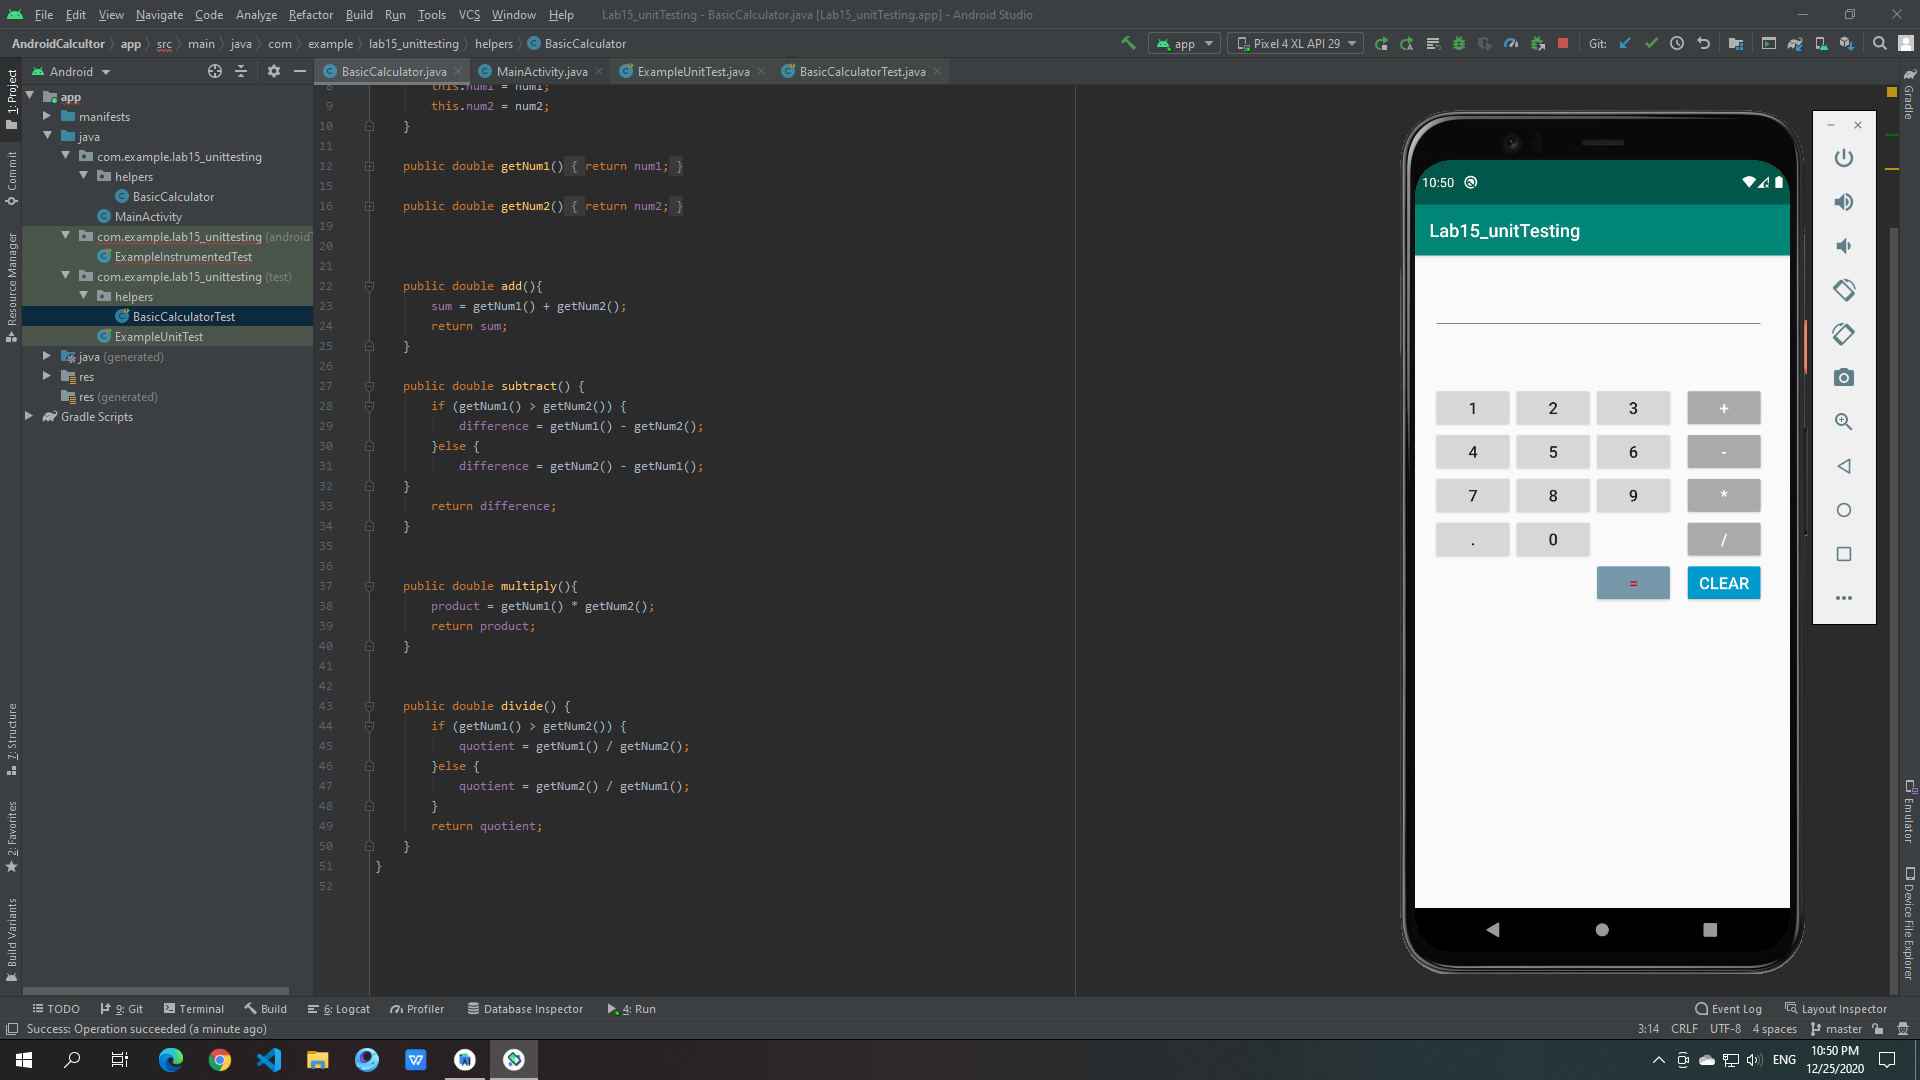 File Edit View Navigate Code Analyze Refactor Build Run Tools VCS Window Help Lab15_unitTesting - BasicCalculator.java [Lab15_unitTesting.app] - Android Studio
AndroidCalcultor app src main java com example lab15_unittesting helpers BasicCalculator app Pixel 4 XL API 29 Git:
Android
BasicCalculator.java MainActivity.java ExampleUnitTest.java BasicCalculatorTest.java
1: Project
Commit
Resource Manager
7: Structure
2: Favorites
Build Variants
app
manifests
java
com.example.lab15_unittesting
helpers
BasicCalculator
MainActivity
com.example.lab15_unittesting (androidT
ExampleInstrumentedTest
com.example.lab15_unittesting (test)
helpers
BasicCalculatorTest
ExampleUnitTest
java (generated)
res
res (generated)
Gradle Scripts
8 this.num1 = num1;
9 this.num2 = num2;
10 }
11
12 public double getNum1() { return num1; }
15
16 public double getNum2() { return num2; }
19
20
21
22 public double add(){
23 sum = getNum1() + getNum2();
24 return sum;
25 }
26
27 public double subtract() {
28 if (getNum1() > getNum2()) {
29 difference = getNum1() - getNum2();
30 }else {
31 difference = getNum2() - getNum1();
32 }
33 return difference;
34 }
35
36
37 public double multiply(){
38 product = getNum1() * getNum2();
39 return product;
40 }
41
42
43 public double divide() {
44 if (getNum1() > getNum2()) {
45 quotient = getNum1() / getNum2();
46 }else {
47 quotient = getNum2() / getNum1();
48 }
49 return quotient;
50 }
51 }
52
10:50
Lab15_unitTesting
1 2 3 +
4 5 6 -
7 8 9 *
. 0 /
= CLEAR
Gradle
Emulator
Device File Explorer
TODO 9: Git Terminal Build 6: Logcat Profiler Database Inspector 4: Run Event Log Layout Inspector
Success: Operation succeeded (a minute ago) 3:14 CRLF UTF-8 4 spaces master
ENG 10:50 PM
12/25/2020